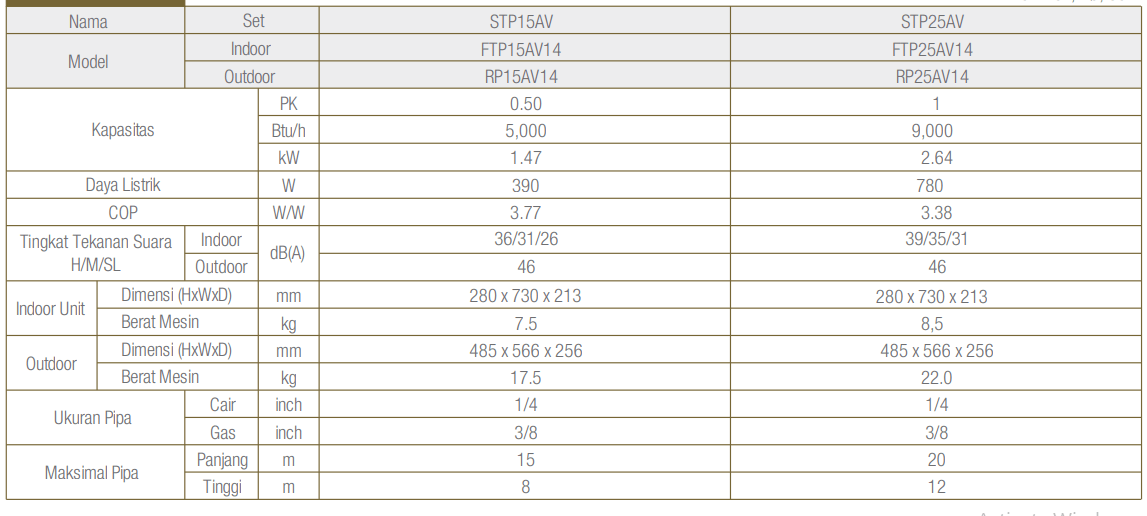 Nama Set STP15AV STP25AV
Model Indoor FTP15AV14 FTP25AV14
Outdoor RP15AV14 RP25AV14
Kapasitas PK 0.50 1
Btu/h 5,000 9,000
kW 1.47 2.64
Daya Listrik W 390 780
COP W/W 3.77 3.38
Tingkat Tekanan Suara H/M/SL Indoor dB(A) 36/31/26 39/35/31
Outdoor 46 46
Indoor Unit Dimensi (HxWxD) mm 280 x 730 x 213 280 x 730 x 213
Berat Mesin kg 7.5 8,5
Outdoor Dimensi (HxWxD) mm 485 x 566 x 256 485 x 566 x 256
Berat Mesin kg 17.5 22.0
Ukuran Pipa Cair inch 1/4 1/4
Gas inch 3/8 3/8
Maksimal Pipa Panjang m 15 20
Tinggi m 8 12